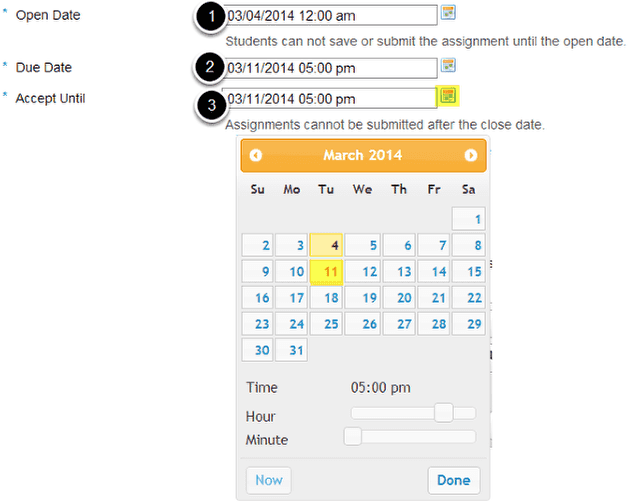 * Open Date 1 03/04/2014 12:00 am
Students can not save or submit the assignment until the open date.
* Due Date 2 03/11/2014 05:00 pm
* Accept Until 3 03/11/2014 05:00 pm
Assignments cannot be submitted after the close date.
March 2014
Su Mo Tu We Th Fr Sa
1
2 3 4 5 6 7 8
9 10 11 12 13 14 15
16 17 18 19 20 21 22
23 24 25 26 27 28 29
30 31
Time 05:00 pm
Hour
Minute
Now Done